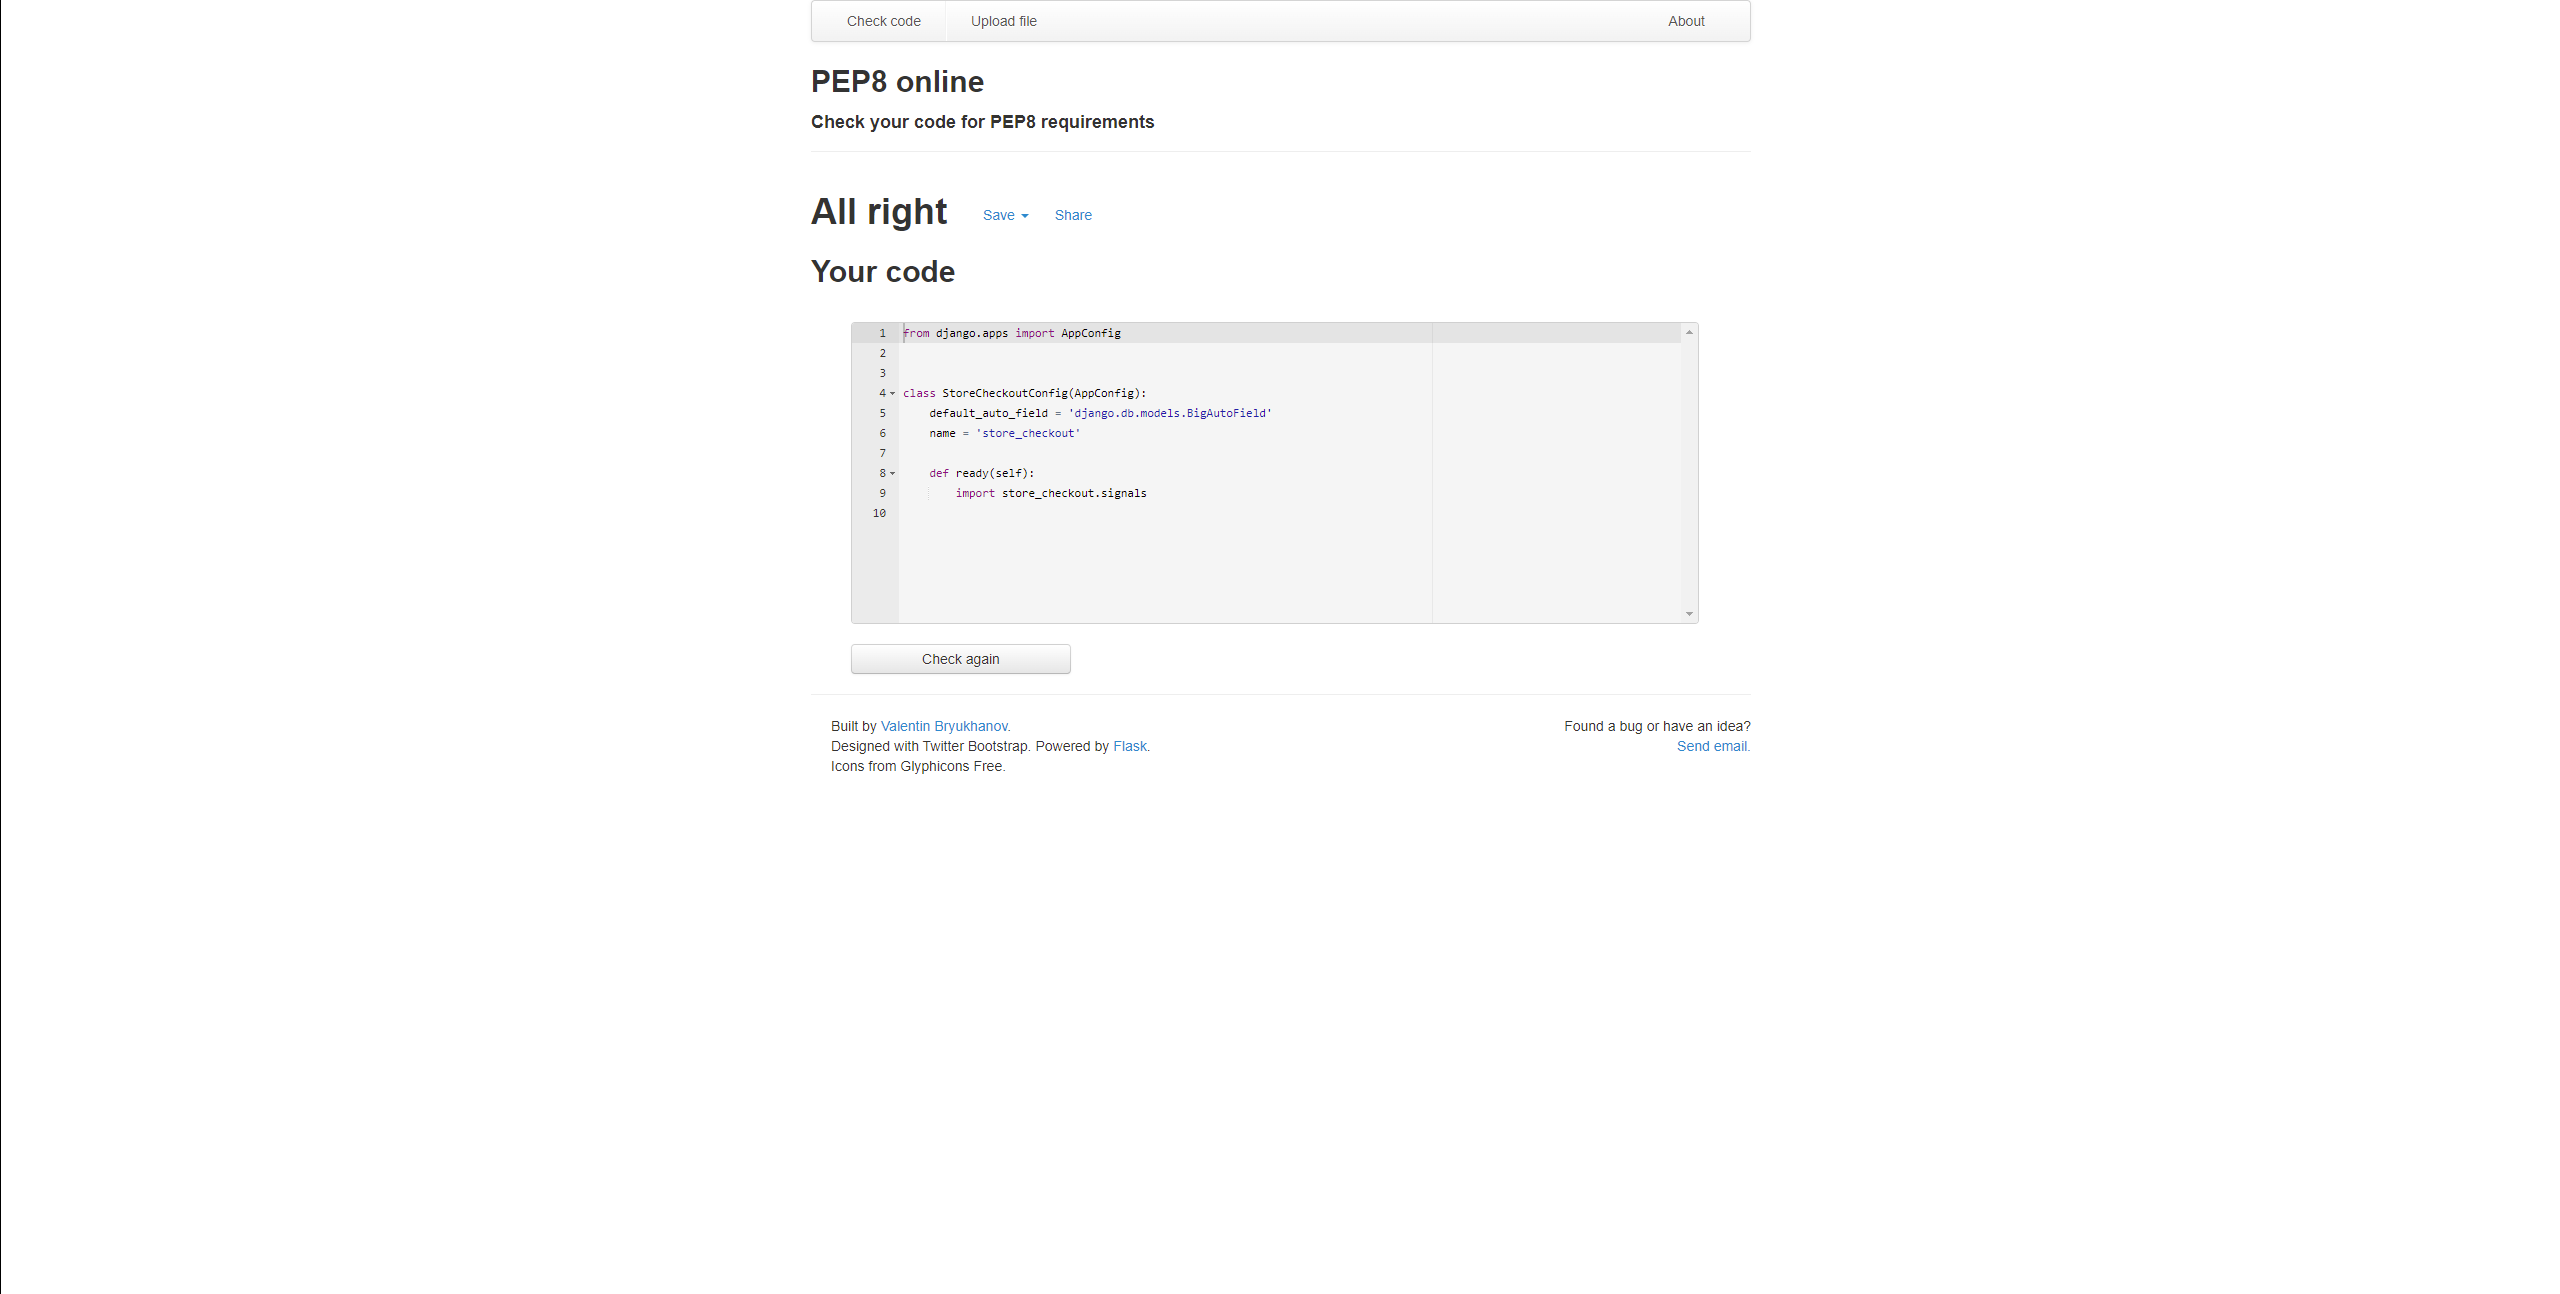 Check code Upload file About
PEP8 online
Check your code for PEP8 requirements
All right Save Share
Your code
1 from django.apps import AppConfig
2
3
4 class StoreCheckoutConfig(AppConfig):
5     default_auto_field = 'django.db.models.BigAutoField'
6     name = 'store_checkout'
7
8     def ready(self):
9         import store_checkout.signals
10
Check again
Built by Valentin Bryukhanov. Found a bug or have an idea?
Designed with Twitter Bootstrap. Powered by Flask. Send email.
Icons from Glyphicons Free.